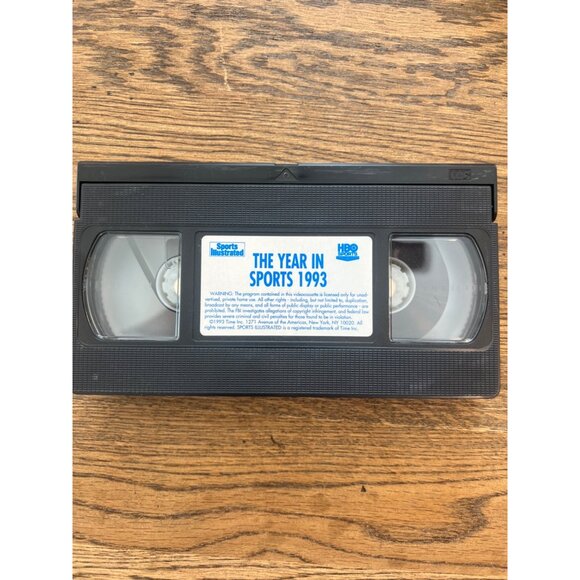 Sports
Illustrated
HBO
SPORTS
THE YEAR IN
SPORTS 1993
WARNING: The program contained in this videocassette is licensed only for unad-
vertised, private home use. All other rights - including, but not limited to, duplication,
broadcast by any means, and all forms of public display or public performance - are
are prohibited. The FBI investigates allegations of copyright infringement, and federal law
provides severe criminal and civil penalties for those found to be in violation.
©1993 Time Inc. 1271 Avenue of the Americas, New York, NY 10020. All
rights reserved. SPORTS ILLUSTRATED is a registered trademark of Time Inc.
VHS